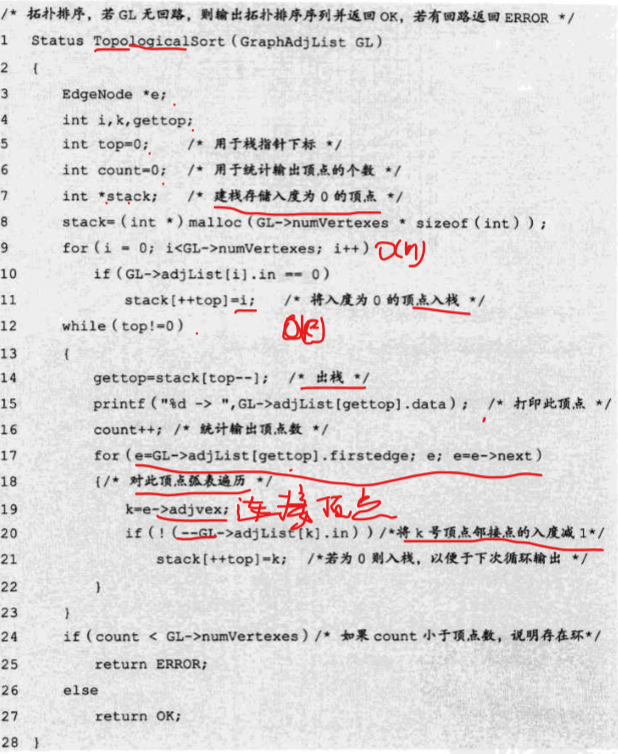 /* 拓扑排序，若 GL 无回路，则输出拓扑排序序列并返回 OK，若有回路返回 ERROR */
1 Status TopologicalSort(GraphAdjList GL)
2 {
3 EdgeNode *e;
4 int i,k,gettop;
5 int top=0; /* 用于栈指针下标 */
6 int count=0; /* 用于统计输出顶点的个数 */
7 int *stack; /* 建栈存储入度为 0 的顶点 */
8 stack=(int *)malloc(GL->numVertexes * sizeof(int));
9 for(i = 0; i<GL->numVertexes; i++) O(n)
10 if(GL->adjList[i].in == 0)
11 stack[++top]=i; /* 将入度为 0 的顶点入栈 */
12 while(top!=0)
13 {
14 gettop=stack[top--]; /* 出栈 */
15 printf("%d -> ",GL->adjList[gettop].data); /* 打印此顶点 */
16 count++; /* 统计输出顶点数 */
17 for(e=GL->adjList[gettop].firstedge; e; e=e->next)
18 {/* 对此顶点弧表遍历 */
19 k=e->adjvex; 连接顶点
20 if(!(--GL->adjList[k].in))/*将 k 号顶点邻接点的入度减 1*/
21 stack[++top]=k; /*若为 0 则入栈，以便于下次循环输出 */
22 }
23 }
24 if(count < GL->numVertexes)/* 如果 count 小于顶点数，说明存在环*/
25 return ERROR;
26 else
27 return OK;
28 }